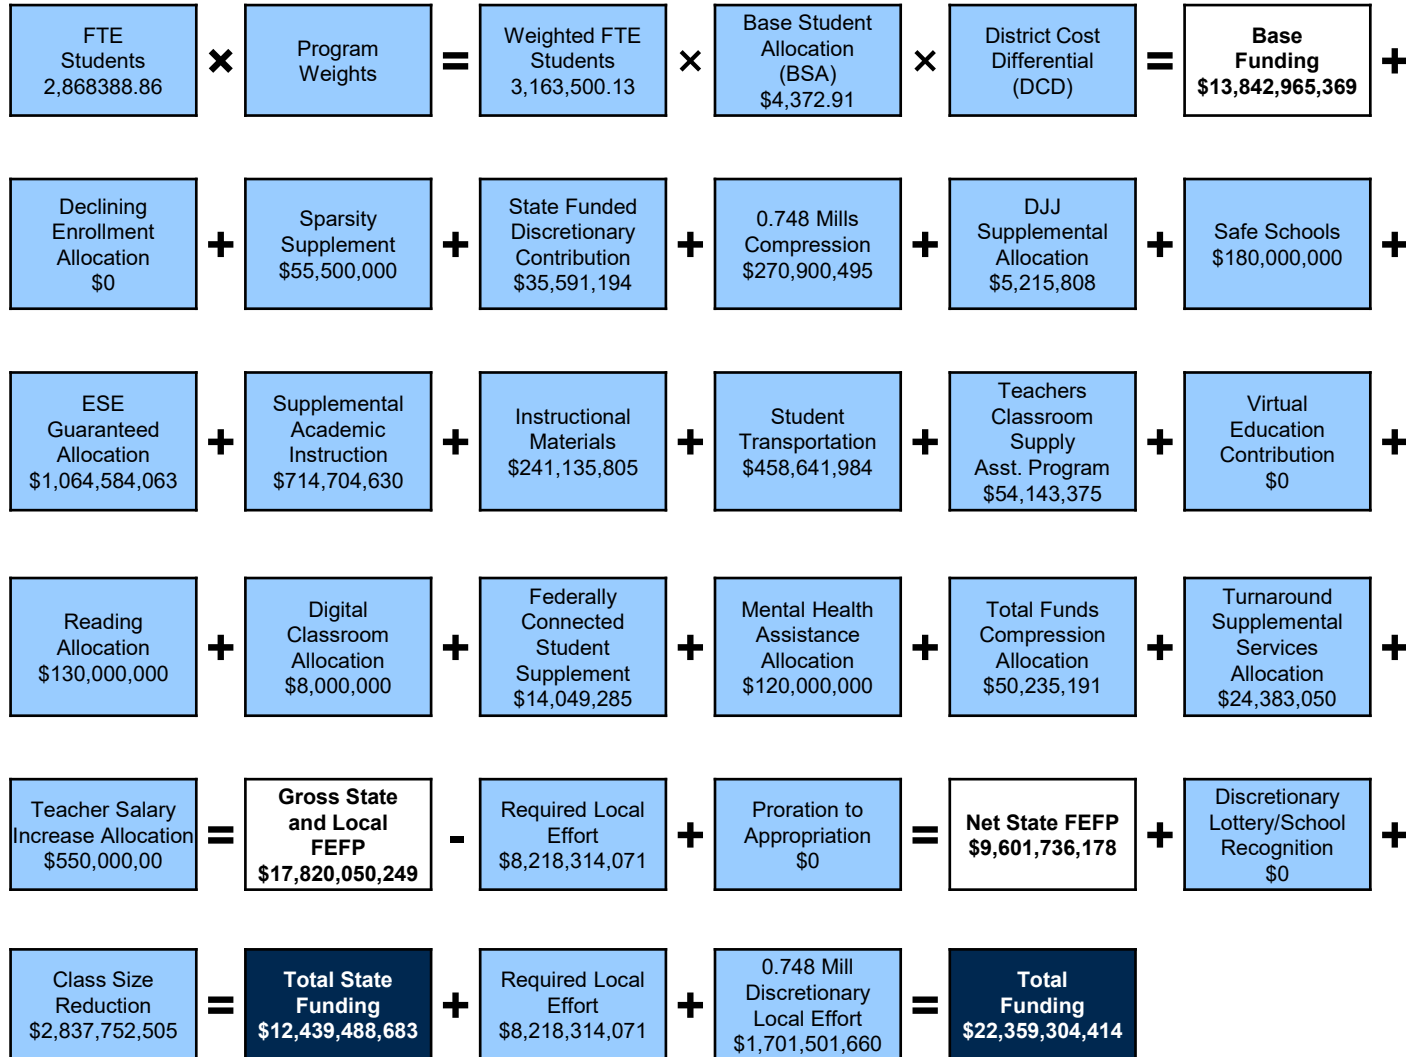 FTE
Students
2,868388.86
×
Program
Weights
=
Weighted FTE
Students
3,163,500.13
×
Base Student
Allocation
(BSA)
$4,372.91
×
District Cost
Differential
(DCD)
=
Base
Funding
$13,842,965,369
+
Declining
Enrollment
Allocation
$0
+
Sparsity
Supplement
$55,500,000
+
State Funded
Discretionary
Contribution
$35,591,194
+
0.748 Mills
Compression
$270,900,495
+
DJJ
Supplemental
Allocation
$5,215,808
+
Safe Schools
$180,000,000
+
ESE
Guaranteed
Allocation
$1,064,584,063
+
Supplemental
Academic
Instruction
$714,704,630
+
Instructional
Materials
$241,135,805
+
Student
Transportation
$458,641,984
+
Teachers
Classroom
Supply
Asst. Program
$54,143,375
+
Virtual
Education
Contribution
$0
+
Reading
Allocation
$130,000,000
+
Digital
Classroom
Allocation
$8,000,000
+
Federally
Connected
Student
Supplement
$14,049,285
+
Mental Health
Assistance
Allocation
$120,000,000
+
Total Funds
Compression
Allocation
$50,235,191
+
Turnaround
Supplemental
Services
Allocation
$24,383,050
+
Teacher Salary
Increase Allocation
$550,000,00
=
Gross State
and Local
FEFP
$17,820,050,249
-
Required Local
Effort
$8,218,314,071
+
Proration to
Appropriation
$0
=
Net State FEFP
$9,601,736,178
+
Discretionary
Lottery/School
Recognition
$0
+
Class Size
Reduction
$2,837,752,505
=
Total State
Funding
$12,439,488,683
+
Required Local
Effort
$8,218,314,071
+
0.748 Mill
Discretionary
Local Effort
$1,701,501,660
=
Total
Funding
$22,359,304,414